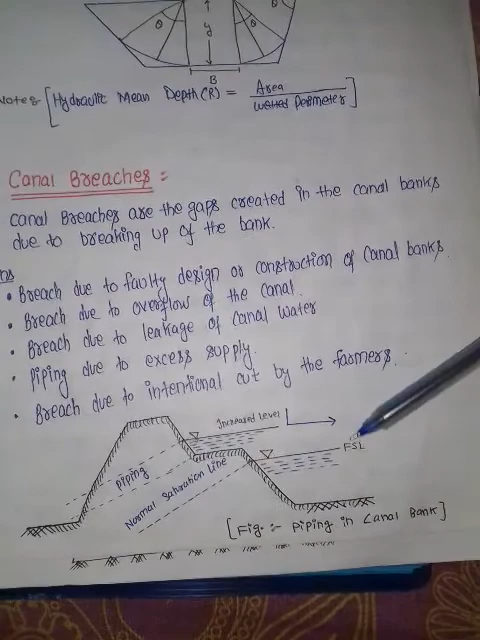 θ
θ
y
B
Notes [Hydraulic Mean Depth(R) = Area / Wetted Perimeter]
Canal Breaches :
Canal Breaches are the gaps created in the canal banks
due to breaking up of the bank.
ns
• Breach due to faulty design or construction of canal banks.
• Breach due to overflow of the canal.
• Breach due to leakage of canal water
• Piping due to excess supply.
• Breach due to intentional cut by the farmers.
Increased Level
FSL
Piping
Normal Saturation Line
[Fig :- Piping in Canal Bank]